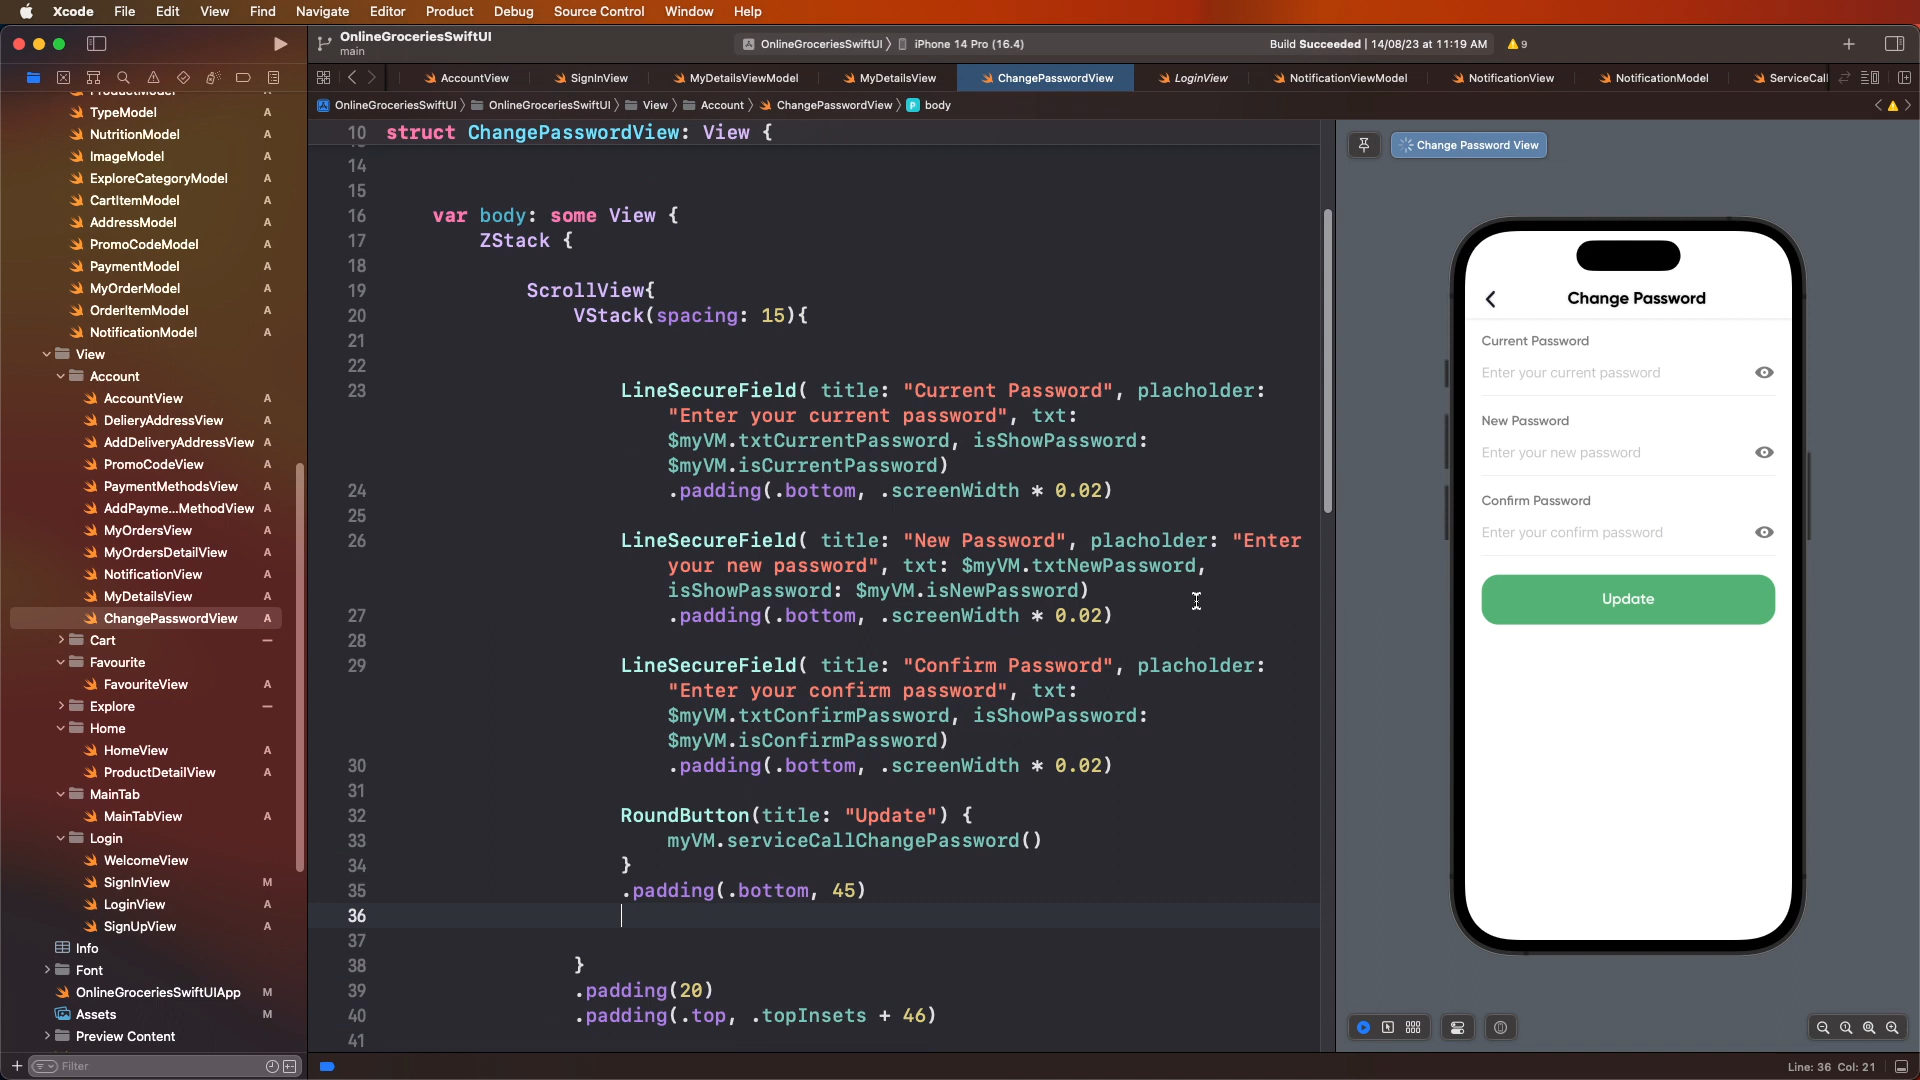 Xcode File Edit View Find Navigate Editor Product Debug Source Control Window Help
OnlineGroceriesSwiftUI
main
OnlineGroceriesSwiftUI 〉 iPhone 14 Pro (16.4)
Build Succeeded | 14/08/23 at 11:19 AM
9
AccountView SignInView MyDetailsViewModel MyDetailsView ChangePasswordView LoginView NotificationViewModel NotificationView NotificationModel ServiceCall
OnlineGroceriesSwiftUI 〉 OnlineGroceriesSwiftUI 〉 View 〉 Account 〉 ChangePasswordView 〉 P body
ProductModel A
TypeModel A
NutritionModel A
ImageModel A
ExploreCategoryModel A
CartItemModel A
AddressModel A
PromoCodeModel A
PaymentModel A
MyOrderModel A
OrderItemModel A
NotificationModel A
View
Account
AccountView A
DelieryAddressView A
AddDeliveryAddressView A
PromoCodeView A
PaymentMethodsView A
AddPayme...MethodView A
MyOrdersView A
MyOrdersDetailView A
NotificationView A
MyDetailsView A
ChangePasswordView A
Cart
Favourite
FavouriteView A
Explore
Home
HomeView A
ProductDetailView A
MainTab
MainTabView A
Login
WelcomeView
SignInView M
LoginView A
SignUpView A
Info
Font
OnlineGroceriesSwiftUIApp M
Assets M
Preview Content
Filter
10 struct ChangePasswordView: View {
14
15
16 var body: some View {
17 ZStack {
18
19 ScrollView{
20 VStack(spacing: 15){
21
22
23 LineSecureField( title: "Current Password", placholder:
"Enter your current password", txt:
$myVM.txtCurrentPassword, isShowPassword:
$myVM.isCurrentPassword)
24 .padding(.bottom, .screenWidth * 0.02)
25
26 LineSecureField( title: "New Password", placholder: "Enter
your new password", txt: $myVM.txtNewPassword,
isShowPassword: $myVM.isNewPassword)
27 .padding(.bottom, .screenWidth * 0.02)
28
29 LineSecureField( title: "Confirm Password", placholder:
"Enter your confirm password", txt:
$myVM.txtConfirmPassword, isShowPassword:
$myVM.isConfirmPassword)
30 .padding(.bottom, .screenWidth * 0.02)
31
32 RoundButton(title: "Update") {
33 myVM.serviceCallChangePassword()
34 }
35 .padding(.bottom, 45)
36
37
38 }
39 .padding(20)
40 .padding(.top, .topInsets + 46)
41
Change Password View
Change Password
Current Password
Enter your current password
New Password
Enter your new password
Confirm Password
Enter your confirm password
Update
Line: 36 Col: 21